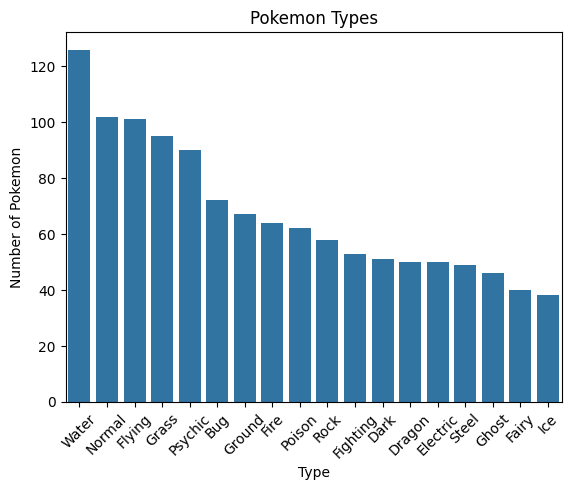 Pokemon Types
Number of Pokemon
120
100
80
60
40
20
0
Water
Normal
Flying
Grass
Psychic
Bug
Ground
Fire
Poison
Rock
Fighting
Dark
Dragon
Electric
Steel
Ghost
Fairy
Ice
Type